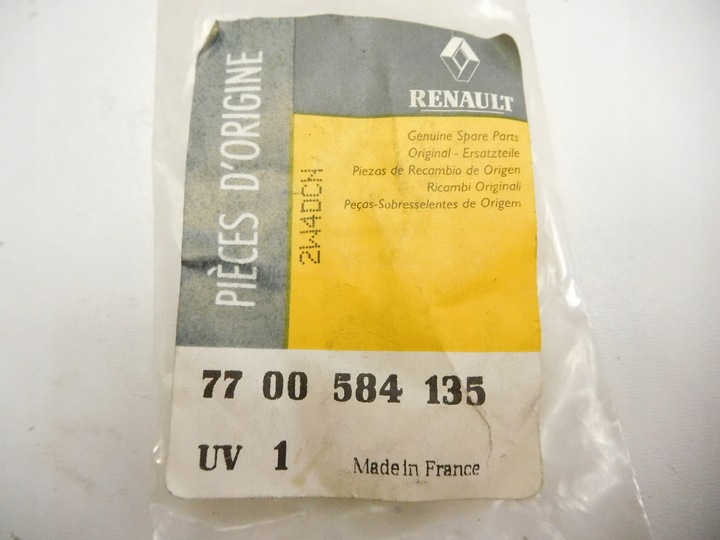 PIÈCES D'ORIGINE
RENAULT
Genuine Spare Parts
Original - Ersatzteile
Piezas de Recambio de Origen
Ricambi Originali
Peças-Sobresselentes de Origem
2W4DCM
77 00 584 135
UV 1
Made in France